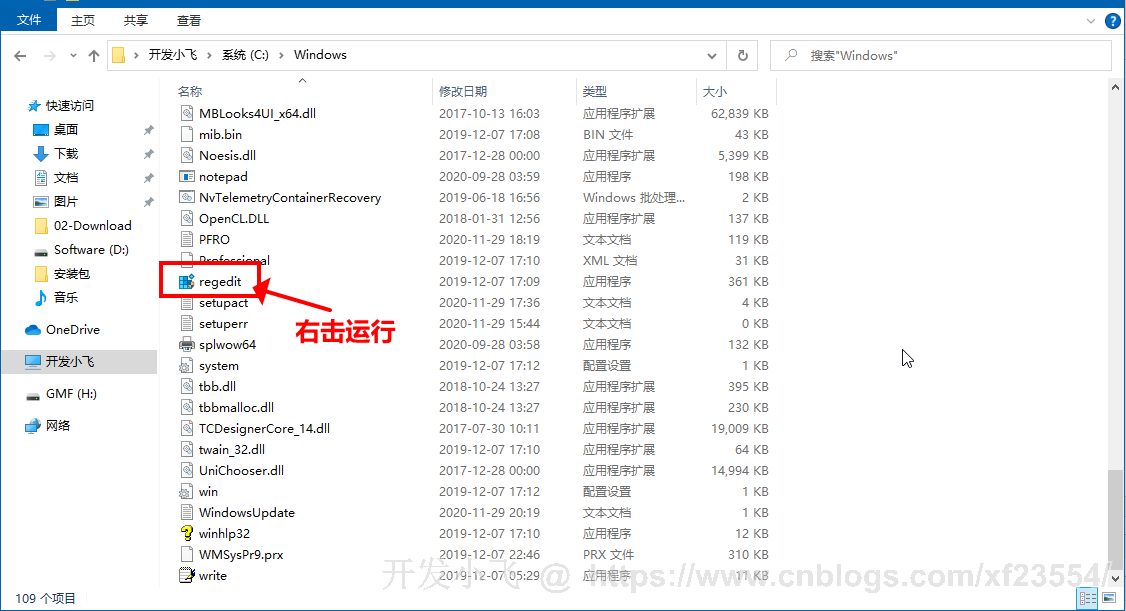 文件 主页 共享 查看
开发小飞 系统 (C:) Windows 搜索"Windows"
名称 修改日期 类型 大小
快速访问
桌面
下载
文档
图片
02-Download
Software (D:)
安装包
音乐
OneDrive
开发小飞
GMF (H:)
网络
MBLooks4UI_x64.dll 2017-10-13 16:03 应用程序扩展 62,839 KB
mib.bin 2019-12-07 17:08 BIN 文件 43 KB
Noesis.dll 2017-12-28 00:00 应用程序扩展 5,399 KB
notepad 2020-09-28 03:59 应用程序 198 KB
NvTelemetryContainerRecovery 2019-06-18 16:56 Windows 批处理... 2 KB
OpenCL.DLL 2018-01-31 12:56 应用程序扩展 137 KB
PFRO 2020-11-29 18:19 文本文档 119 KB
Professional 2019-12-07 17:10 XML 文档 31 KB
regedit 2019-12-07 17:09 应用程序 361 KB
setupact 2020-11-29 17:36 文本文档 4 KB
setuperr 2020-11-29 15:44 文本文档 0 KB
splwow64 2020-09-28 03:58 应用程序 132 KB
system 2019-12-07 17:12 配置设置 1 KB
tbb.dll 2018-10-24 13:27 应用程序扩展 395 KB
tbbmalloc.dll 2018-10-24 13:27 应用程序扩展 230 KB
TCDesignerCore_14.dll 2017-07-30 10:11 应用程序扩展 19,009 KB
twain_32.dll 2019-12-07 17:10 应用程序扩展 64 KB
UniChooser.dll 2017-12-28 00:00 应用程序扩展 14,994 KB
win 2019-12-07 17:12 配置设置 1 KB
WindowsUpdate 2020-11-29 20:19 文本文档 1 KB
winhlp32 2019-12-07 17:10 应用程序 12 KB
WMSysPr9.prx 2019-12-07 22:46 PRX 文件 310 KB
write 2019-12-07 05:29 应用程序 11 KB
右击运行
开发小飞 @ https://www.cnblogs.com/xf23554/
109 个项目